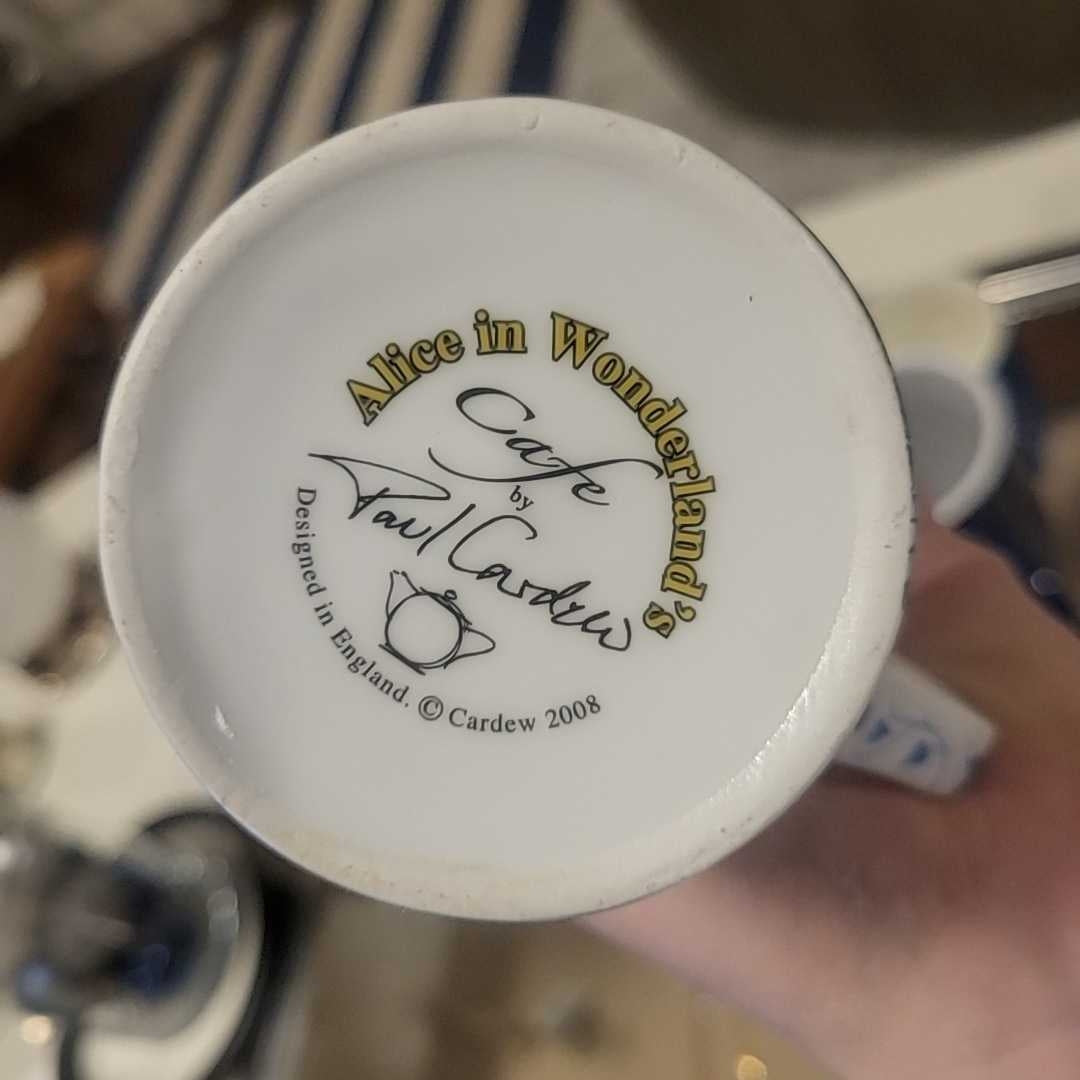 Alice in Wonderland's
Cafe
by
Paul Cardew
Designed in England. © Cardew 2008